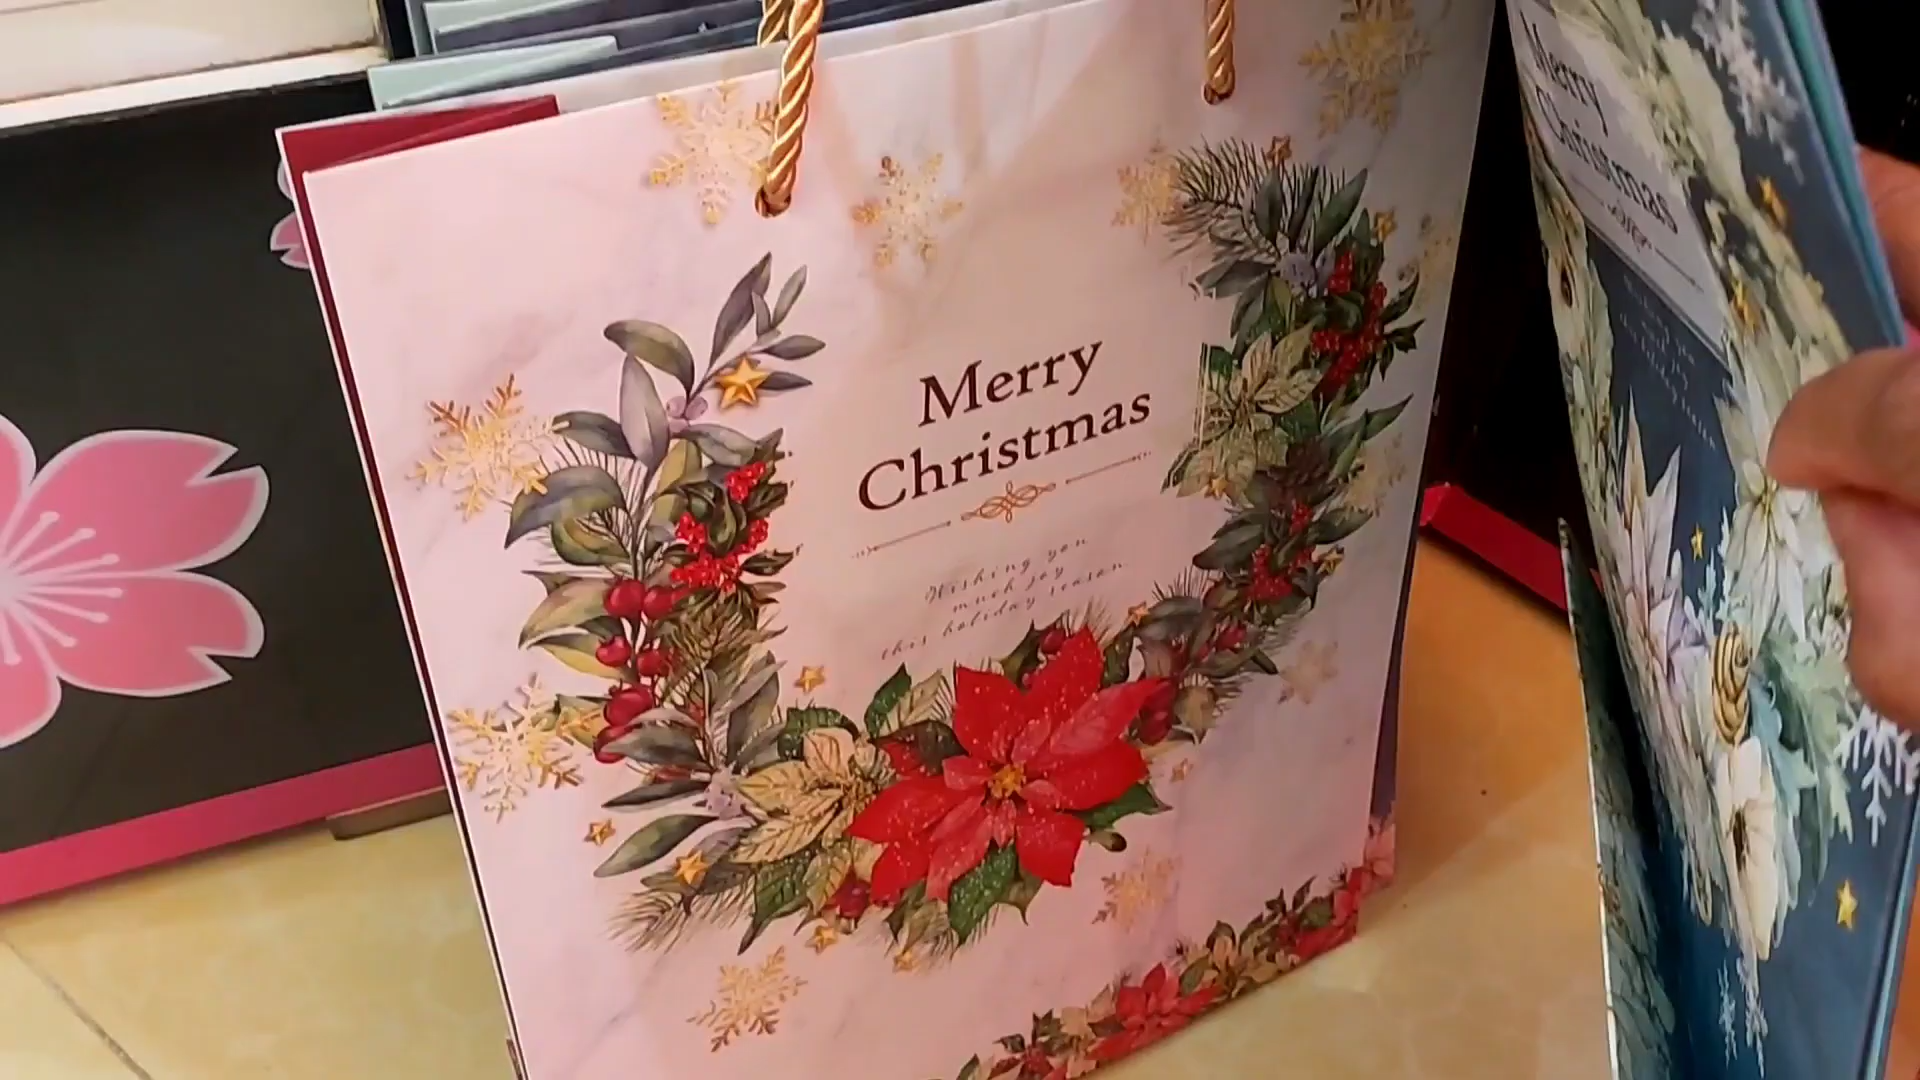 Merry
Christmas
Wishing you
much joy
this holiday season
Merry
Christmas